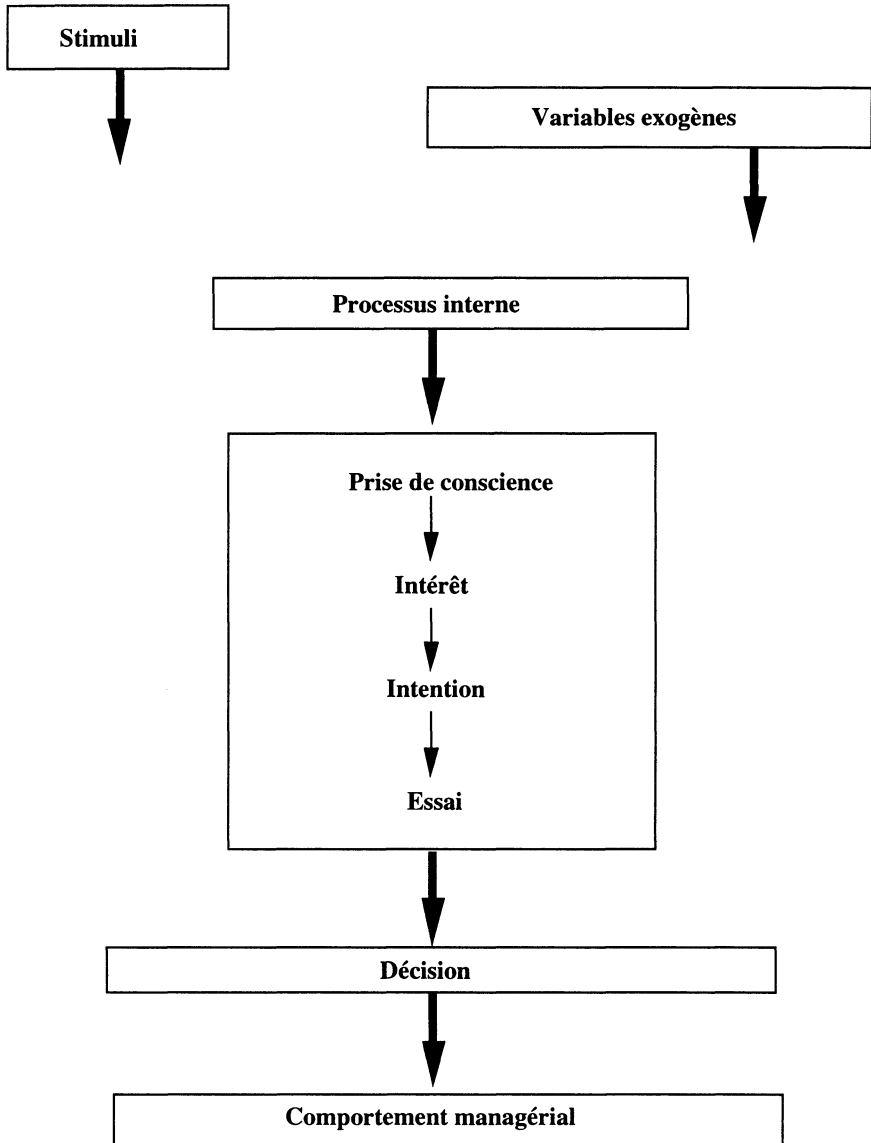 Stimuli
Variables exogènes
Processus interne
Prise de conscience
Intérêt
Intention
Essai
Décision
Comportement managérial